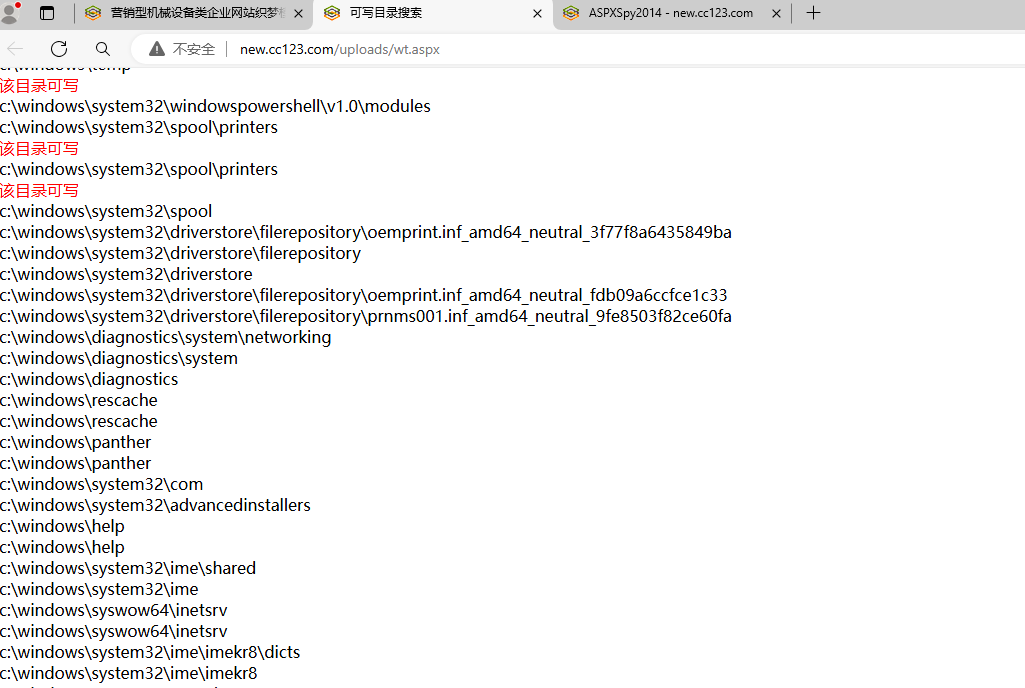 营销型机械设备类企业网站织梦
可写目录搜索
ASPXSpy2014 - new.cc123.com
不安全
new.cc123.com/uploads/wt.aspx
c:\windows\temp
该目录可写
c:\windows\system32\windowspowershell\v1.0\modules
c:\windows\system32\spool\printers
该目录可写
c:\windows\system32\spool\printers
该目录可写
c:\windows\system32\spool
c:\windows\system32\driverstore\filerepository\oemprint.inf_amd64_neutral_3f77f8a6435849ba
c:\windows\system32\driverstore\filerepository
c:\windows\system32\driverstore
c:\windows\system32\driverstore\filerepository\oemprint.inf_amd64_neutral_fdb09a6ccfce1c33
c:\windows\system32\driverstore\filerepository\prnms001.inf_amd64_neutral_9fe8503f82ce60fa
c:\windows\diagnostics\system\networking
c:\windows\diagnostics\system
c:\windows\diagnostics
c:\windows\rescache
c:\windows\rescache
c:\windows\panther
c:\windows\panther
c:\windows\system32\com
c:\windows\system32\advancedinstallers
c:\windows\help
c:\windows\help
c:\windows\system32\ime\shared
c:\windows\system32\ime
c:\windows\syswow64\inetsrv
c:\windows\syswow64\inetsrv
c:\windows\system32\ime\imekr8\dicts
c:\windows\system32\ime\imekr8